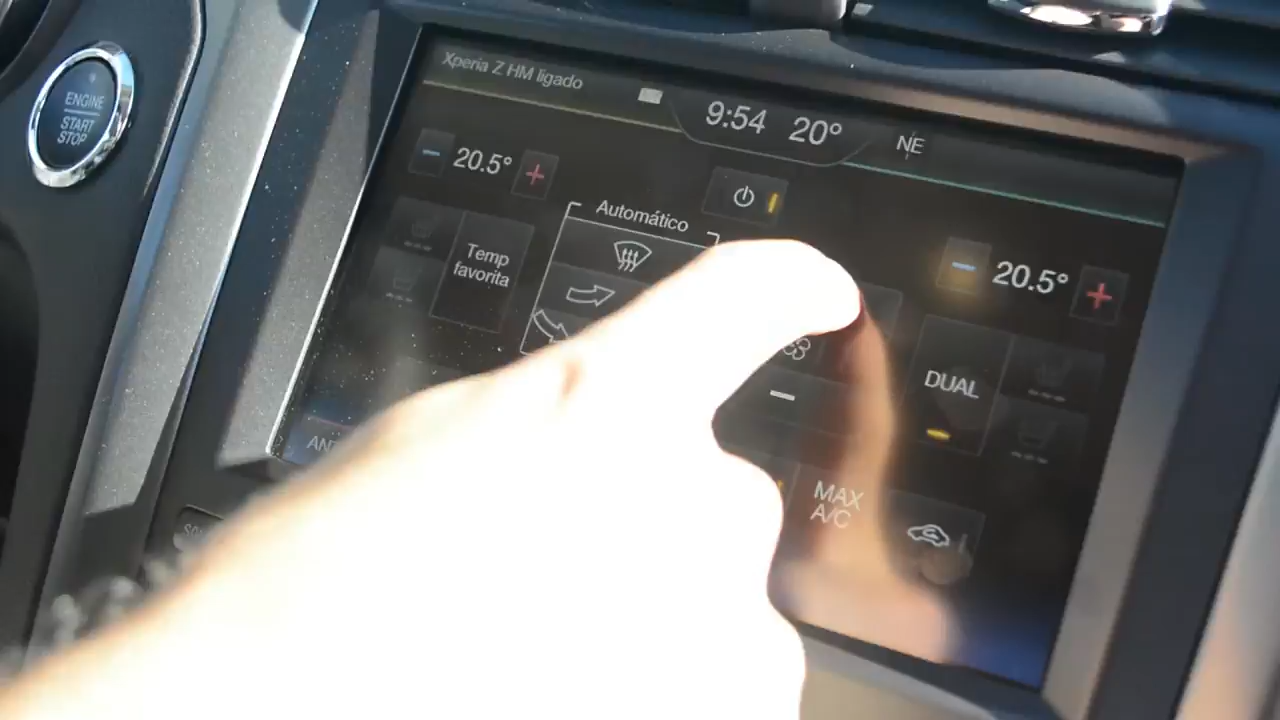 ENGINE
START
STOP
Xperia Z HM ligado
9:54 20° NE
20.5°
Automático
Temp
favorita
20.5°
DUAL
MAX
A/C